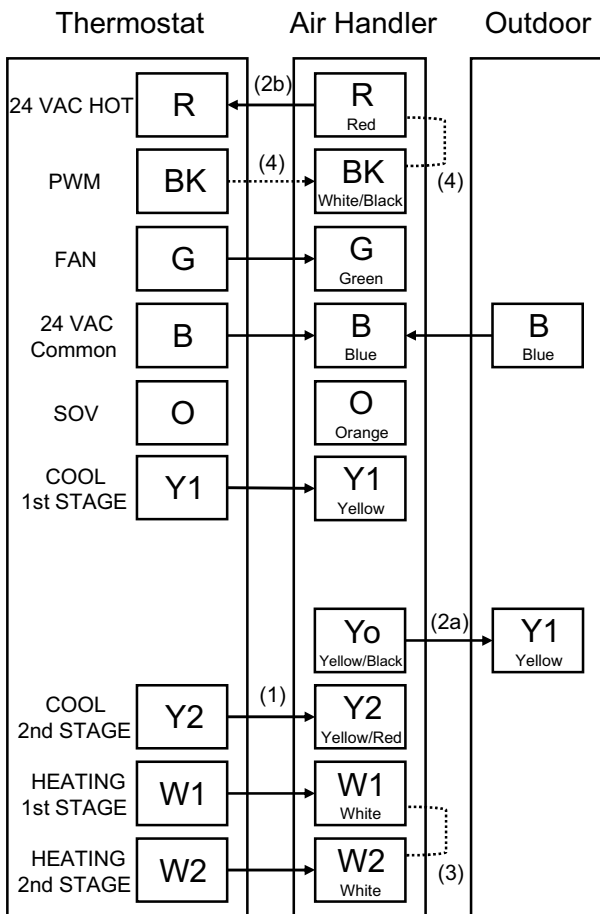 Thermostat Air Handler Outdoor
24 VAC HOT R (2b) R
Red
PWM BK (4) BK (4)
White/Black
FAN G G
Green
24 VAC
Common B B B
Blue Blue
SOV O O
Orange
COOL
1st STAGE Y1 Y1
Yellow
Yo (2a) Y1
Yellow/Black Yellow
COOL
2nd STAGE Y2 (1) Y2
Yellow/Red
HEATING
1st STAGE W1 W1
White
HEATING
2nd STAGE W2 W2 (3)
White